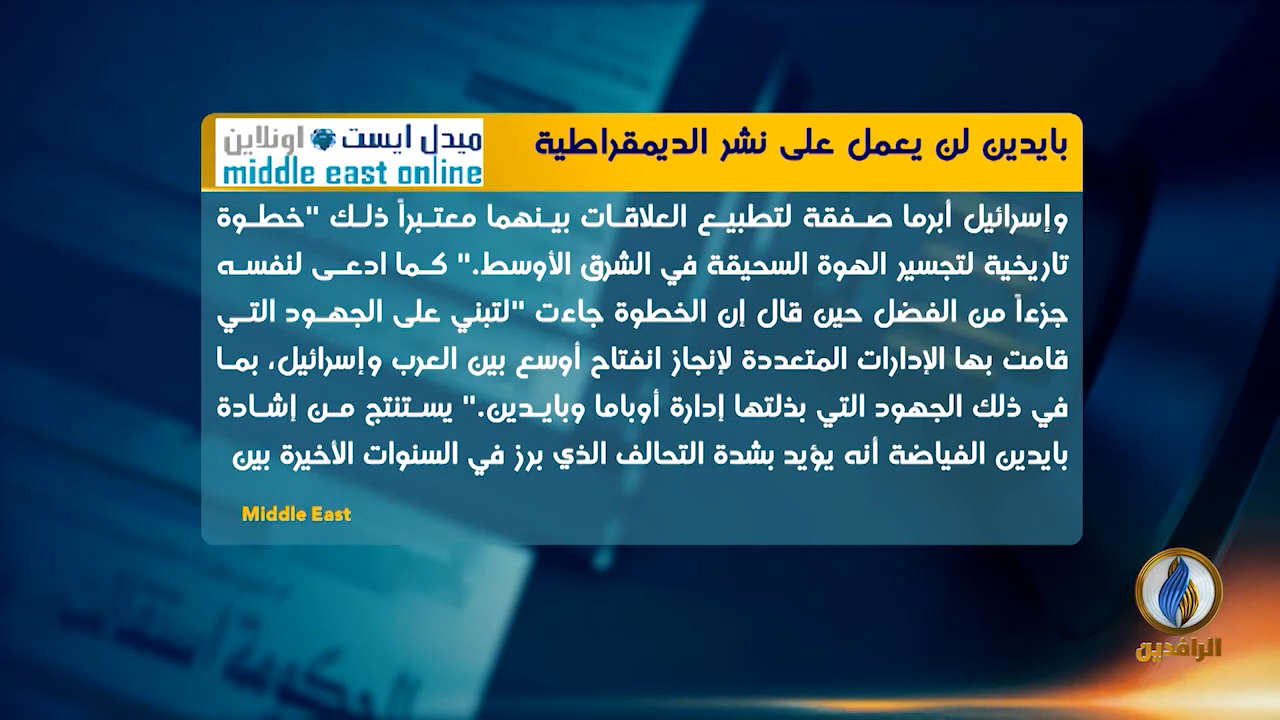 بايدين لن يعمل على نشر الديمقراطية
ميدل ايست اونلاين
middle east online
وإسرائيل أبرما صفقة لتطبيع العلاقات بينهما معتبراً ذلك "خطوة
تاريخية لتجسير الهوة السحيقة في الشرق الأوسط." كما ادعى لنفسه
جزءاً من الفضل حين قال إن الخطوة جاءت "لتبني على الجهود التي
قامت بها الإدارات المتعددة لإنجاز انفتاح أوسع بين العرب وإسرائيل، بما
في ذلك الجهود التي بذلتها إدارة أوباما وبايدين." يستنتج من إشادة
بايدين الفياضة أنه يؤيد بشدة التحالف الذي برز في السنوات الأخيرة بين
Middle East
الرافدين